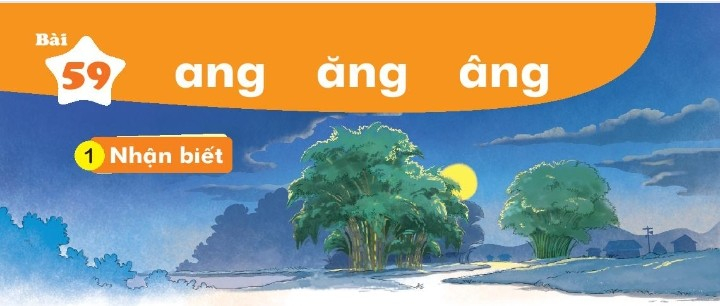 Bài
59 ang ăng âng
1 Nhận biết